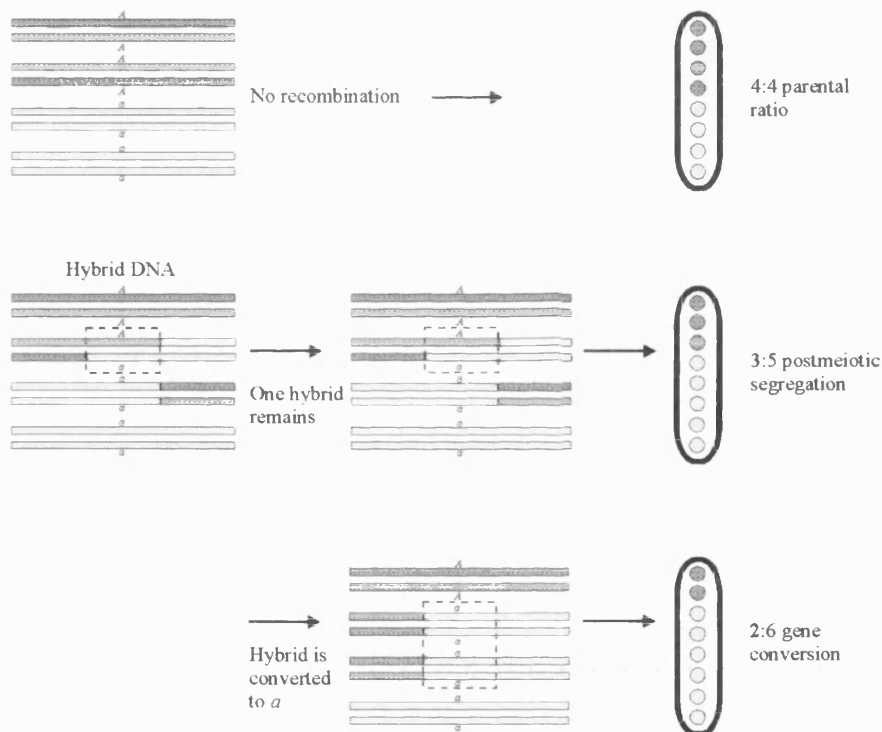 A
A
A
A
a
a
a
a
No recombination
4:4 parental
ratio
Hybrid DNA
A
A
A
a
a
a
One hybrid
remains
A
A
A
a
a
a
3:5 postmeiotic
segregation
Hybrid is
converted
to a
A
A
a
a
a
a
a
a
2:6 gene
conversion